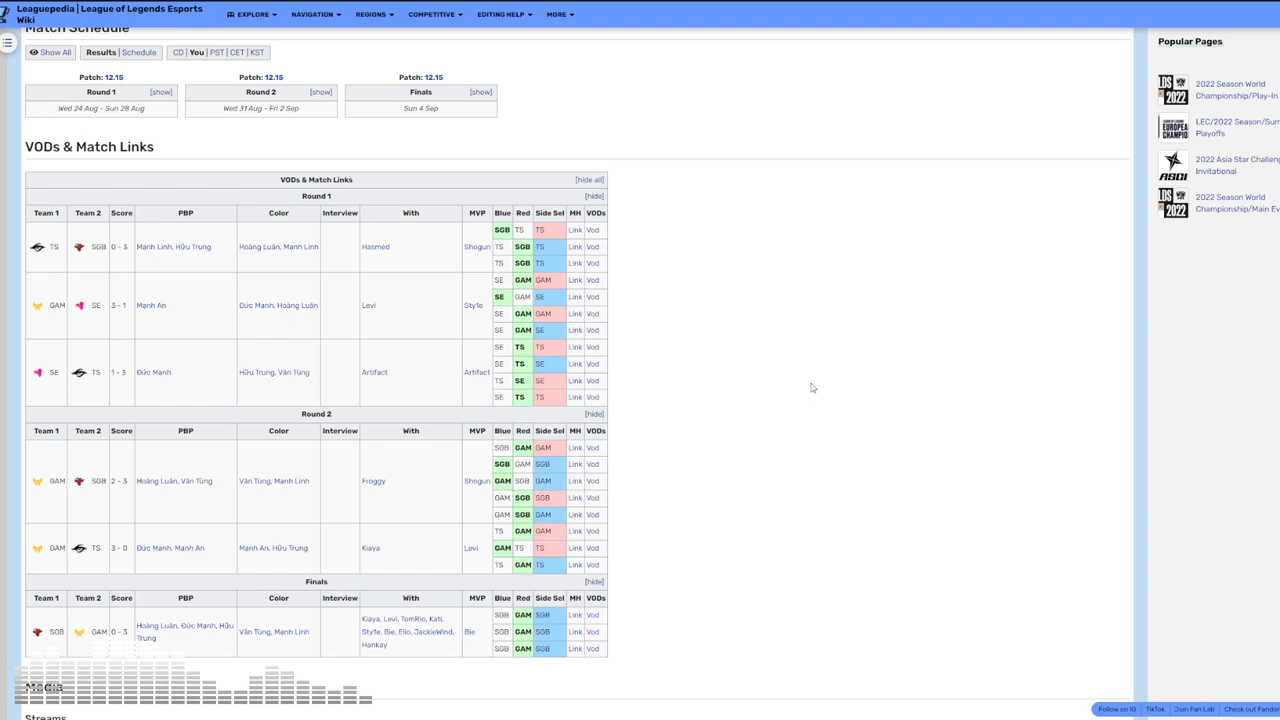 Leaguepedia | League of Legends Esports Wiki
EXPLORE
NAVIGATION
REGIONS
COMPETITIVE
EDITING HELP
MORE
Match Schedule
Show All
Results | Schedule
CD | You | PST | CET | KST
Patch: 12.15
Patch: 12.15
Patch: 12.15
Round 1 [show]
Round 2 [show]
Finals [show]
Wed 24 Aug - Sun 28 Aug
Wed 31 Aug - Fri 2 Sep
Sun 4 Sep
VODs & Match Links
VODs & Match Links [hide all]
Round 1 [hide]
Team 1 Team 2 Score PBP Color Interview With MVP Blue Red Side Sel MH VODs
TS SGB 0 - 3 Mạnh Linh, Hữu Trung Hoàng Luân, Mạnh Linh Hasmed Shogun
SGB TS TS Link Vod
TS SGB TS Link Vod
TS SGB TS Link Vod
GAM SE 3 - 1 Mạnh An Đức Mạnh, Hoàng Luân Levi Sty1e
SE GAM GAM Link Vod
SE GAM SE Link Vod
SE GAM GAM Link Vod
SE GAM SE Link Vod
SE TS 1 - 3 Đức Mạnh Hữu Trung, Văn Tùng Artifact Artifact
SE TS TS Link Vod
SE TS SE Link Vod
TS SE SE Link Vod
SE TS TS Link Vod
Round 2 [hide]
Team 1 Team 2 Score PBP Color Interview With MVP Blue Red Side Sel MH VODs
GAM SGB 2 - 3 Hoàng Luân, Văn Tùng Văn Tùng, Mạnh Linh Froggy Shogun
SGB GAM GAM Link Vod
SGB GAM SGB Link Vod
GAM SGB GAM Link Vod
GAM SGB SGB Link Vod
GAM SGB GAM Link Vod
GAM TS 3 - 0 Đức Mạnh, Mạnh An Mạnh An, Hữu Trung Kiaya Levi
TS GAM GAM Link Vod
GAM TS TS Link Vod
TS GAM TS Link Vod
Finals [hide]
Team 1 Team 2 Score PBP Color Interview With MVP Blue Red Side Sel MH VODs
SGB GAM 0 - 3 Hoàng Luân, Đức Mạnh, Hữu Trung Văn Tùng, Mạnh Linh Kiaya, Levi, TomRio, Kati, Sty1e, Bie, Elio, JackieWind, Hankay Bie
SGB GAM SGB Link Vod
SGB GAM SGB Link Vod
SGB GAM SGB Link Vod
Media
Streams
Popular Pages
2022 Season World
Championship/Play-In
LEC/2022 Season/Sum
Playoffs
2022 Asia Star Challen
Invitational
2022 Season World
Championship/Main Ev
Follow on IG
TikTok
Join Fan Lab
Check out Fandor